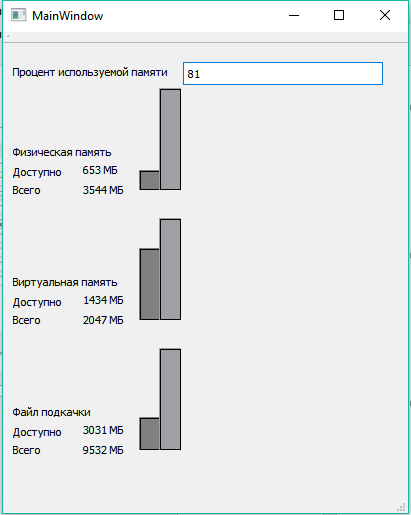 MainWindow
Процент используемой памяти 81
Физическая память
Доступно 653 МБ
Всего 3544 МБ
Виртуальная память
Доступно 1434 МБ
Всего 2047 МБ
Файл подкачки
Доступно 3031 МБ
Всего 9532 МБ